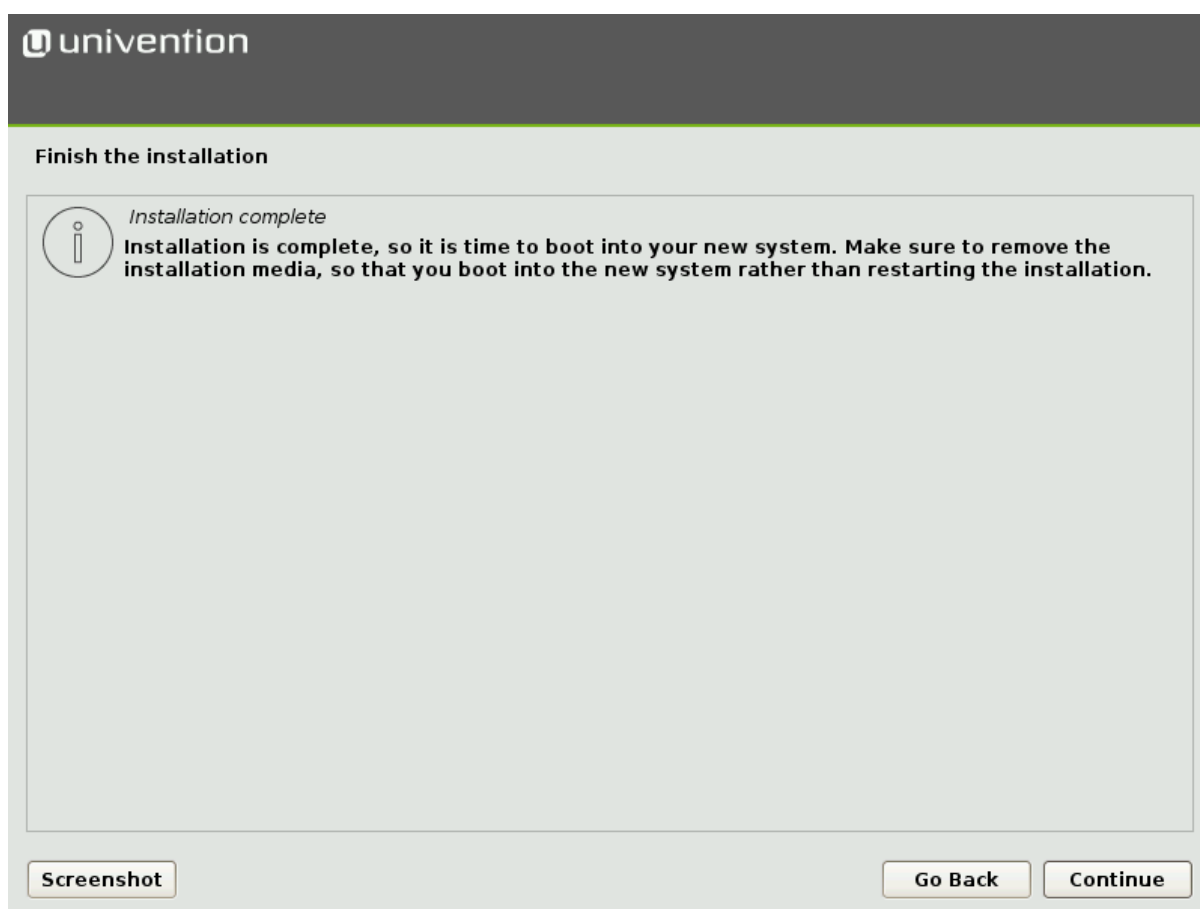 univention
Finish the installation
Installation complete
Installation is complete, so it is time to boot into your new system. Make sure to remove the
installation media, so that you boot into the new system rather than restarting the installation.
Screenshot
Go Back
Continue